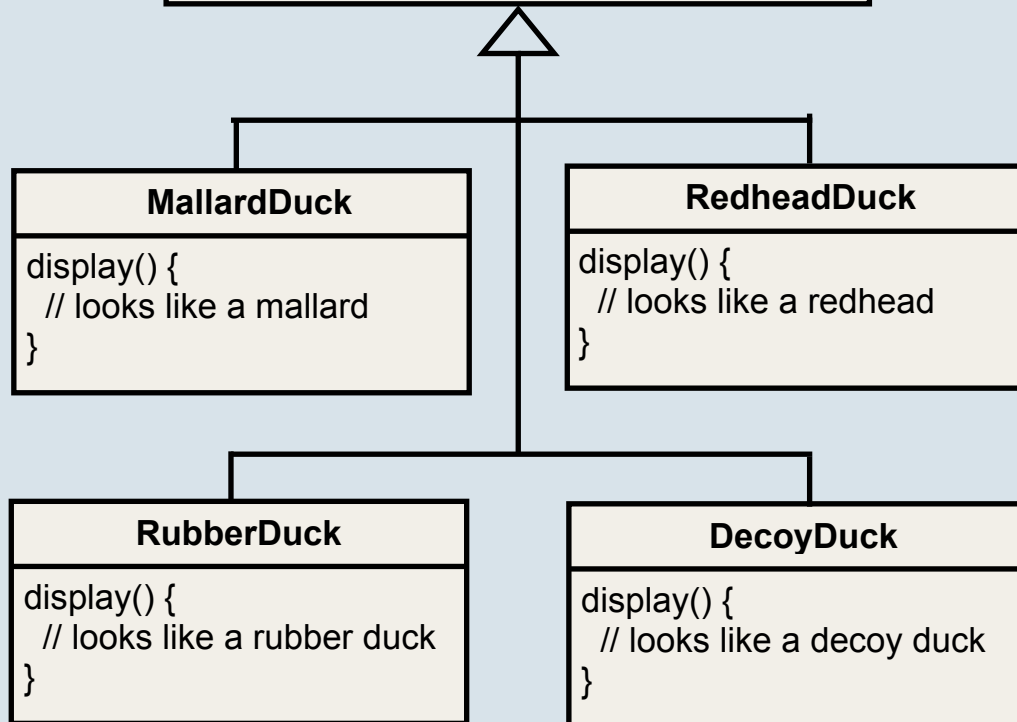 MallardDuck
display() {
// looks like a mallard
}
RedheadDuck
display() {
// looks like a redhead
}
RubberDuck
display() {
// looks like a rubber duck
}
DecoyDuck
display() {
// looks like a decoy duck
}